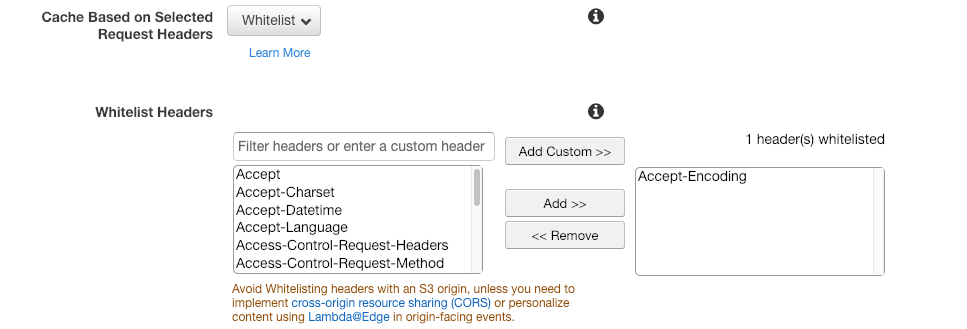 Cache Based on Selected
Request Headers
Whitelist
Learn More
Whitelist Headers
Filter headers or enter a custom header
Add Custom >>
1 header(s) whitelisted
Accept
Accept-Charset
Accept-Datetime
Accept-Language
Access-Control-Request-Headers
Access-Control-Request-Method
Add >>
<< Remove
Accept-Encoding
Avoid Whitelisting headers with an S3 origin, unless you need to
implement cross-origin resource sharing (CORS) or personalize
content using Lambda@Edge in origin-facing events.